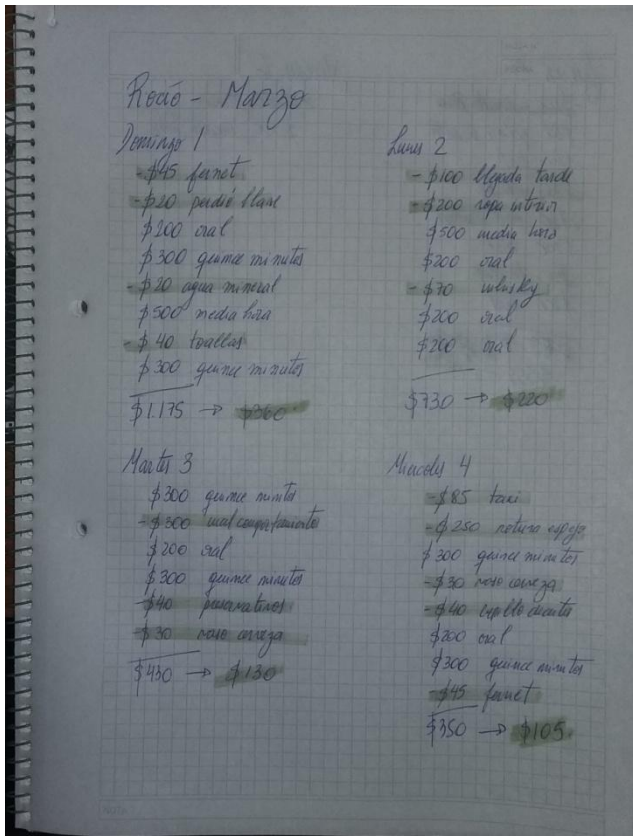 Rocío - Marzo
Domingo 1
- $45 fernet
- $20 perdió llave
$200 oral
$300 quince minutos
- $20 agua mineral
$500 media hora
- $40 toallas
$300 quince minutos
$1.175 → $360
Lunes 2
- $100 llegada tarde
- $200 ropa interior
$500 media hora
$200 oral
- $70 whisky
$200 oral
$200 oral
$730 → $220
Martes 3
$300 quince minutos
- $300 mal comportamiento
$200 oral
$300 quince minutos
- $40 preservativos
- $30 vaso cerveza
$430 → $130
Miercoles 4
- $85 taxi
- $250 rotura espejo
$300 quince minutos
- $30 vaso cerveza
- $40 cepillo dientes
$200 oral
$300 quince minutos
- $45 fernet
$350 → $105